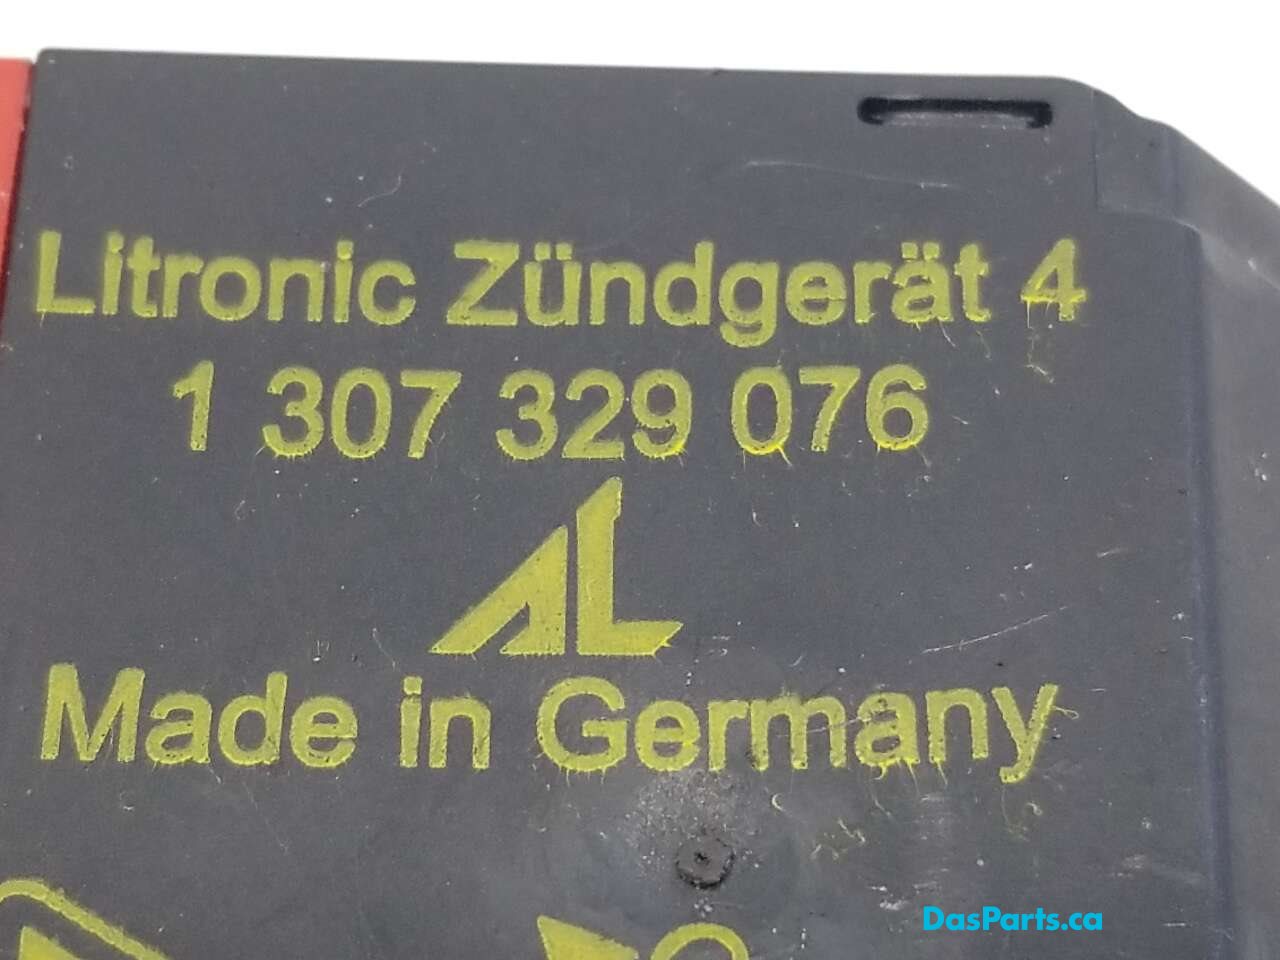 Litronic Zündgerät 4
1 307 329 076
AL
Made in Germany
DasParts.ca